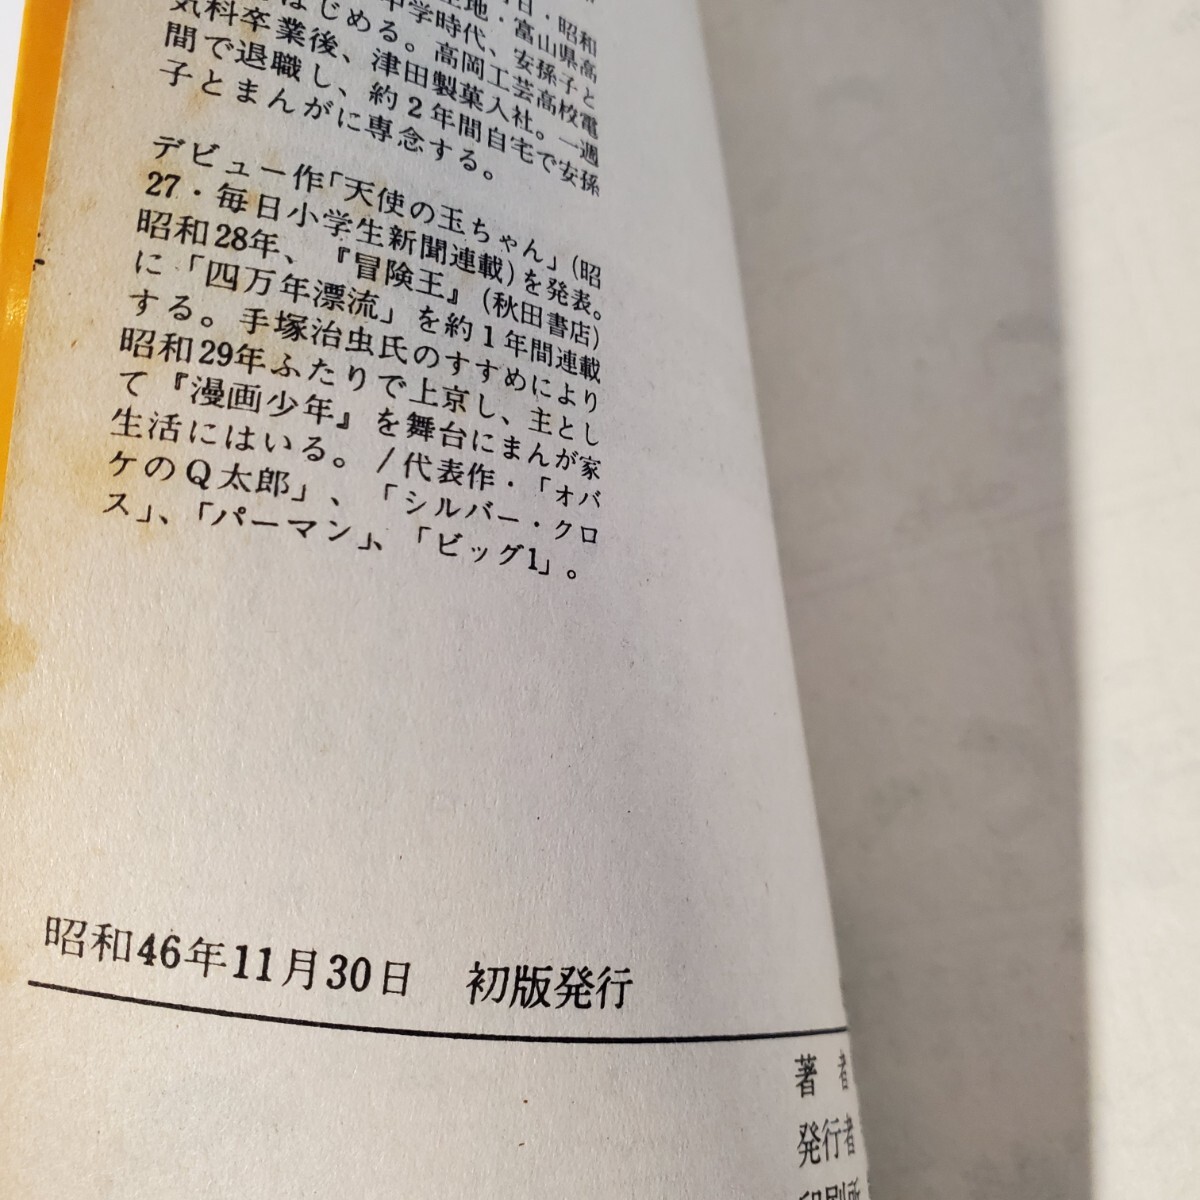 日・昭和
地・富山県高
中学時代、安孫子と
はじめる。高岡工芸高校電
気科卒業後、津田製菓入社。一週
間で退職し、約2年間自宅で安孫
子とまんがに専念する。
デビュー作「天使の玉ちゃん」(昭
27・毎日小学生新聞連載)を発表。
昭和28年、『冒険王』(秋田書店)
に「四万年漂流」を約1年間連載
する。手塚治虫氏のすすめにより
昭和29年ふたりで上京し、主とし
て『漫画少年』を舞台にまんが家
生活にはいる。/代表作・「オバ
ケのQ太郎」、「シルバー・クロ
ス」、「パーマン」、「ビッグ1」。
昭和46年11月30日 初版発行
著者
発行者
印刷所